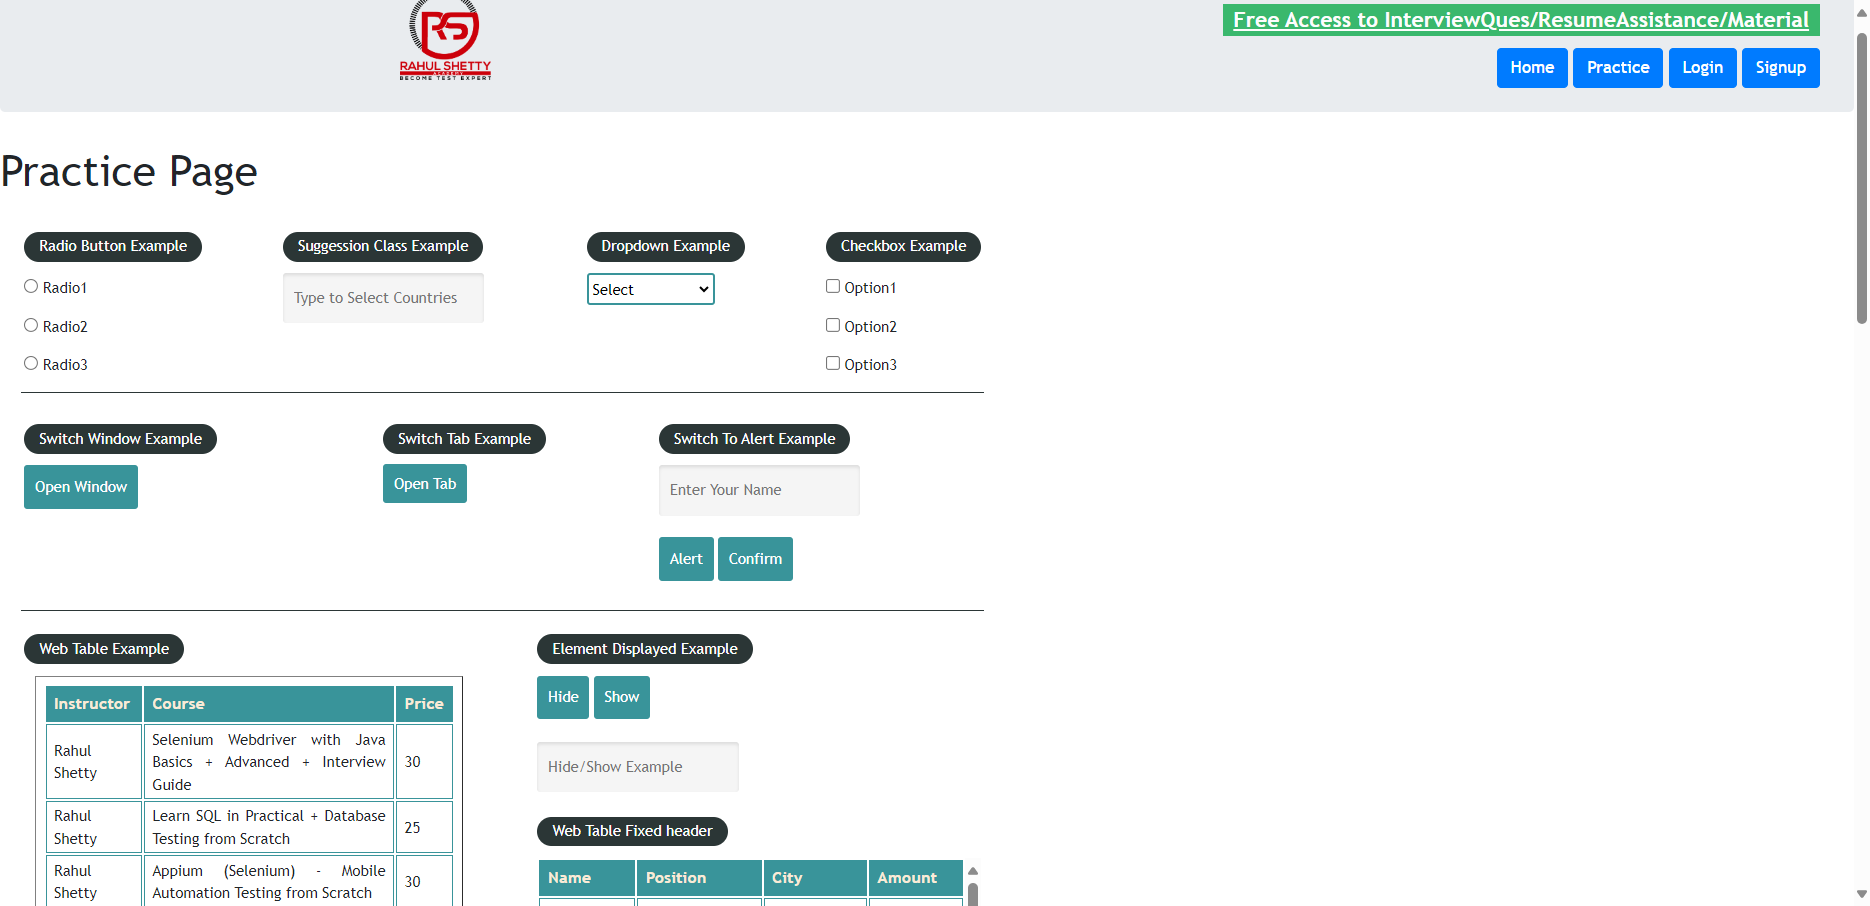 RS
RAHUL SHETTY
ACADEMY
BECOME TEST EXPERT
Free Access to InterviewQues/ResumeAssistance/Material
Home Practice Login Signup
Practice Page
Radio Button Example
Radio1
Radio2
Radio3
Suggession Class Example
Type to Select Countries
Dropdown Example
Select
Checkbox Example
Option1
Option2
Option3
Switch Window Example
Open Window
Switch Tab Example
Open Tab
Switch To Alert Example
Enter Your Name
Alert Confirm
Web Table Example
Instructor Course Price
Rahul Shetty Selenium Webdriver with Java Basics + Advanced + Interview Guide 30
Rahul Shetty Learn SQL in Practical + Database Testing from Scratch 25
Rahul Shetty Appium (Selenium) - Mobile Automation Testing from Scratch 30
Element Displayed Example
Hide Show
Hide/Show Example
Web Table Fixed header
Name Position City Amount